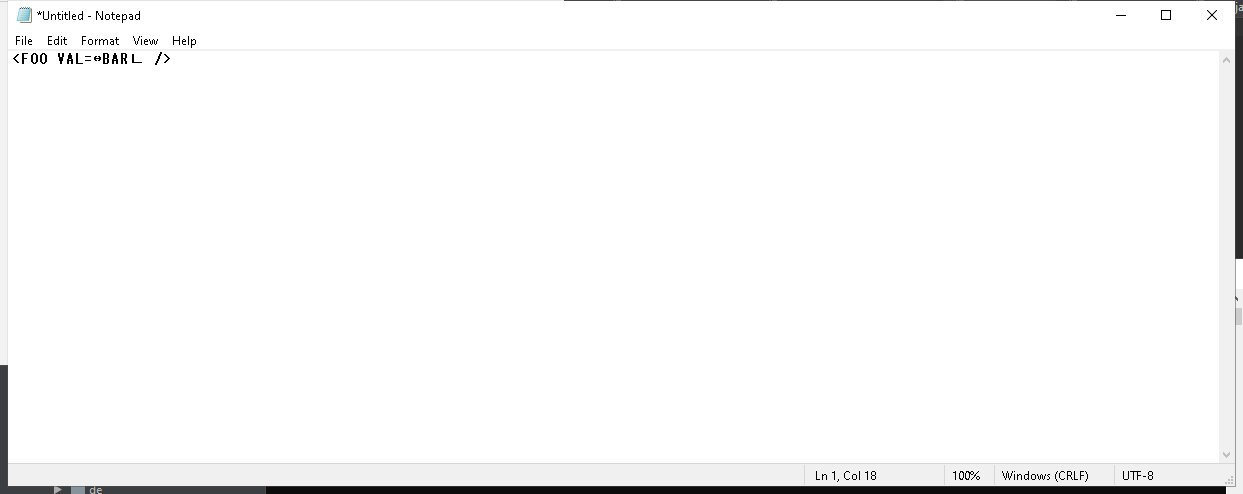 *Untitled - Notepad
File Edit Format View Help
<FOO VAL=↔BAR∟ />
Ln 1, Col 18 100% Windows (CRLF) UTF-8
de